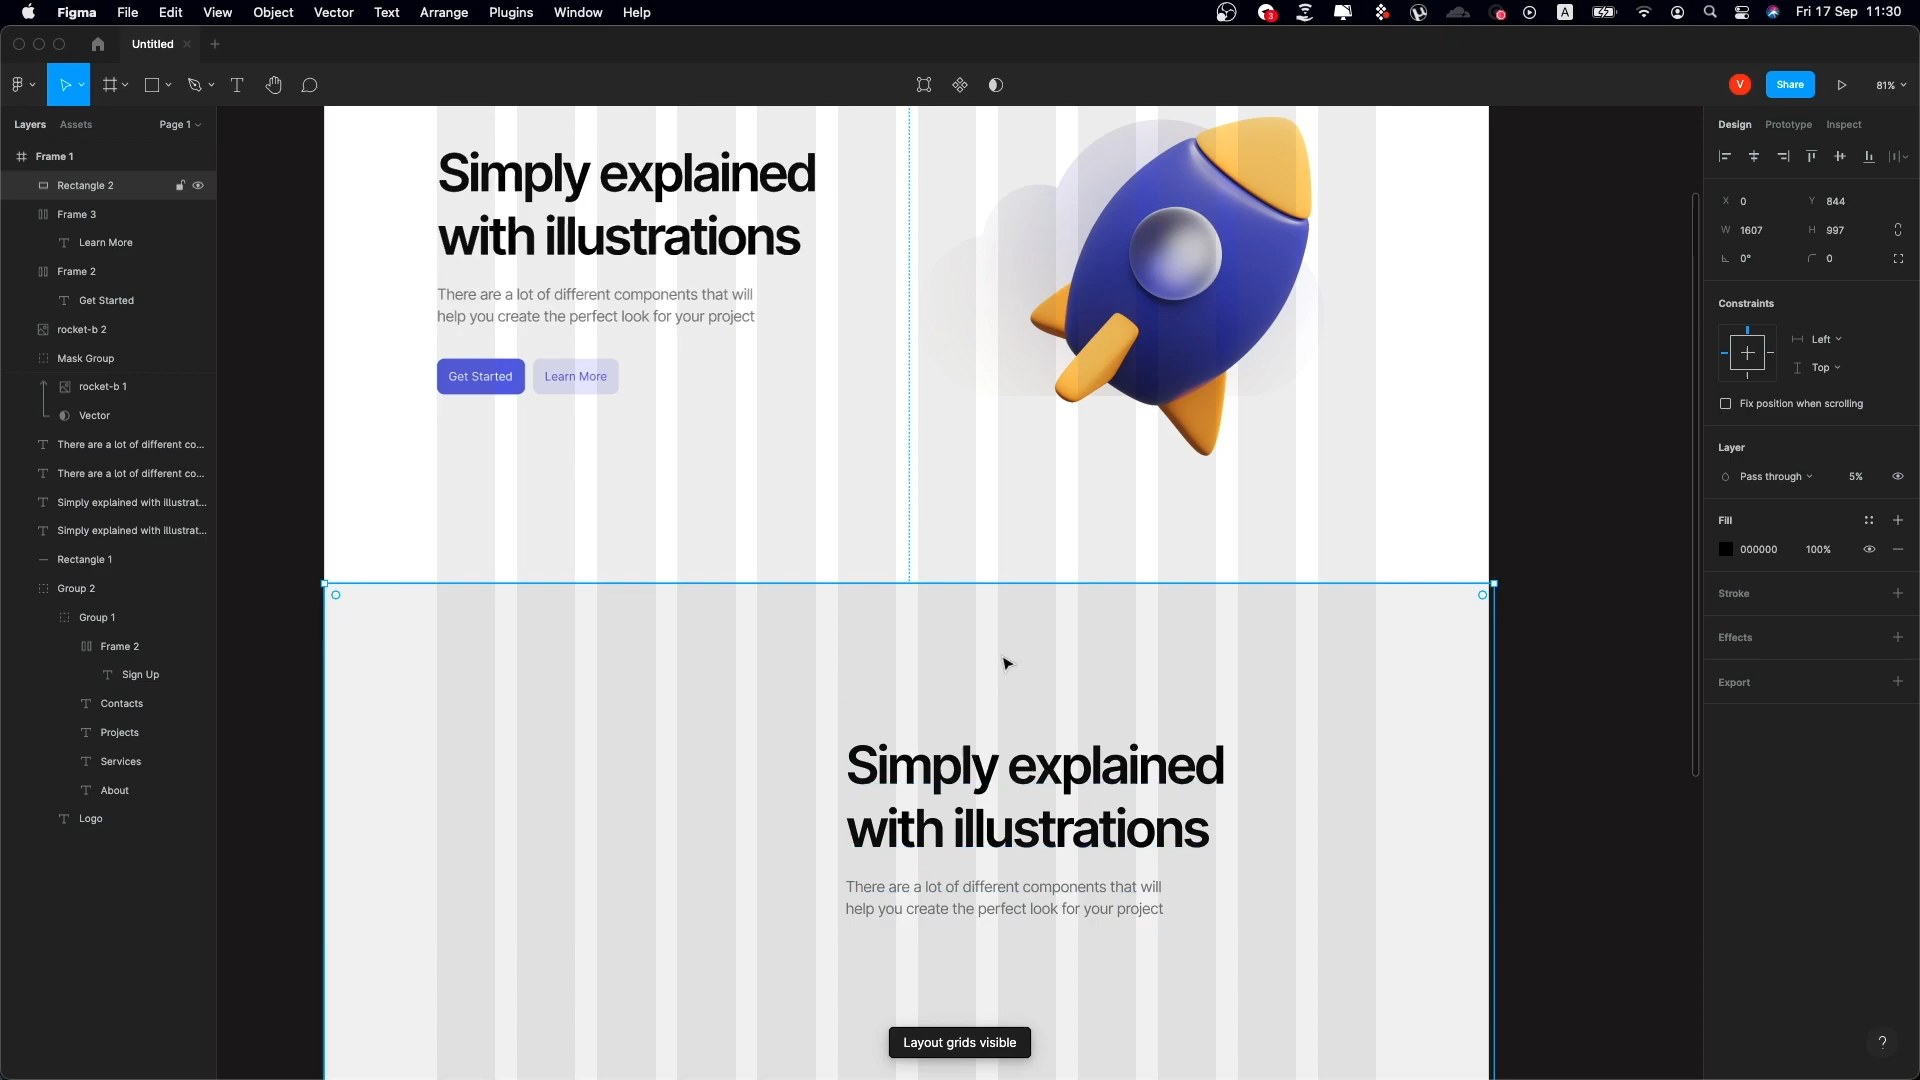 Figma File Edit View Object Vector Text Arrange Plugins Window Help
3 A Fri 17 Sep 11:30
Untitled
V Share 81%
Layers Assets Page 1
Frame 1
Rectangle 2
Frame 3
Learn More
Frame 2
Get Started
rocket-b 2
Mask Group
rocket-b 1
Vector
There are a lot of different co...
There are a lot of different co...
Simply explained with illustrat...
Simply explained with illustrat...
Rectangle 1
Group 2
Group 1
Frame 2
Sign Up
Contacts
Projects
Services
About
Logo
Simply explained
with illustrations
There are a lot of different components that will
help you create the perfect look for your project
Get Started Learn More
Simply explained
with illustrations
There are a lot of different components that will
help you create the perfect look for your project
Layout grids visible
Design Prototype Inspect
X 0 Y 844
W 1607 H 997
0° 0
Constraints
Left
Top
Fix position when scrolling
Layer
Pass through 5%
Fill
000000 100%
Stroke
Effects
Export
?